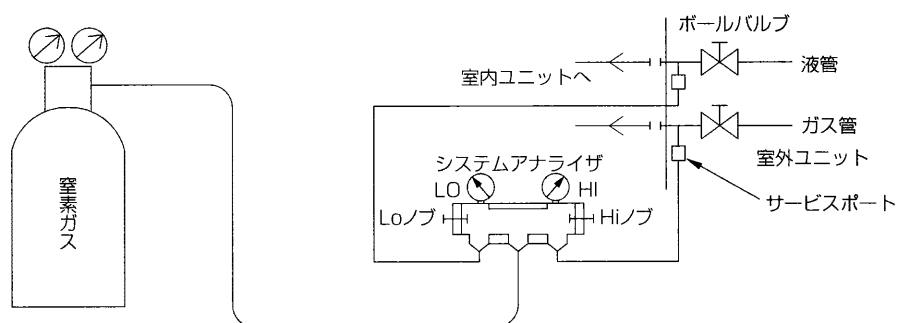 ボールバルブ
液管
室内ユニットへ
ガス管
室外ユニット
サービスポート
システムアナライザ
LO
HI
Loノブ
Hiノブ
窒素ガス